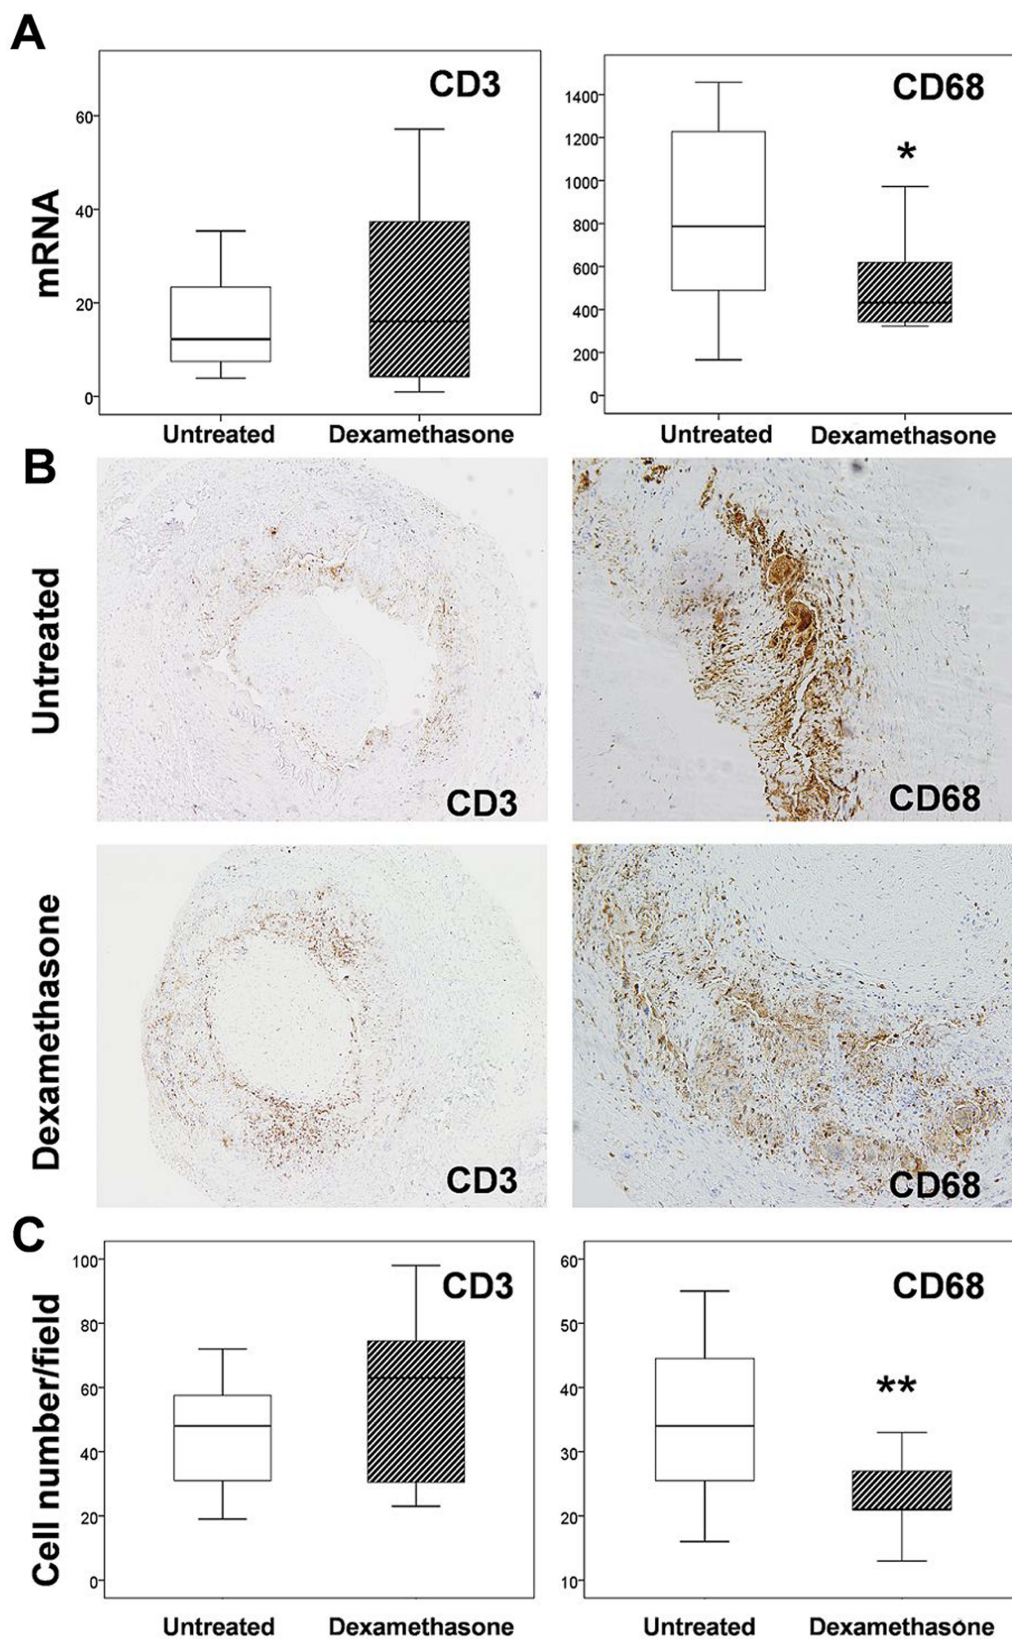 A
CD3
CD68
mRNA
60
40
20
0
1400
1200
1000
800
600
400
200
0
*
Untreated
Dexamethasone
Untreated
Dexamethasone
B
Untreated
CD3
CD68
Dexamethasone
CD3
CD68
C
Cell number/field
100
80
60
40
20
0
CD3
60
50
40
30
20
10
CD68
**
Untreated
Dexamethasone
Untreated
Dexamethasone